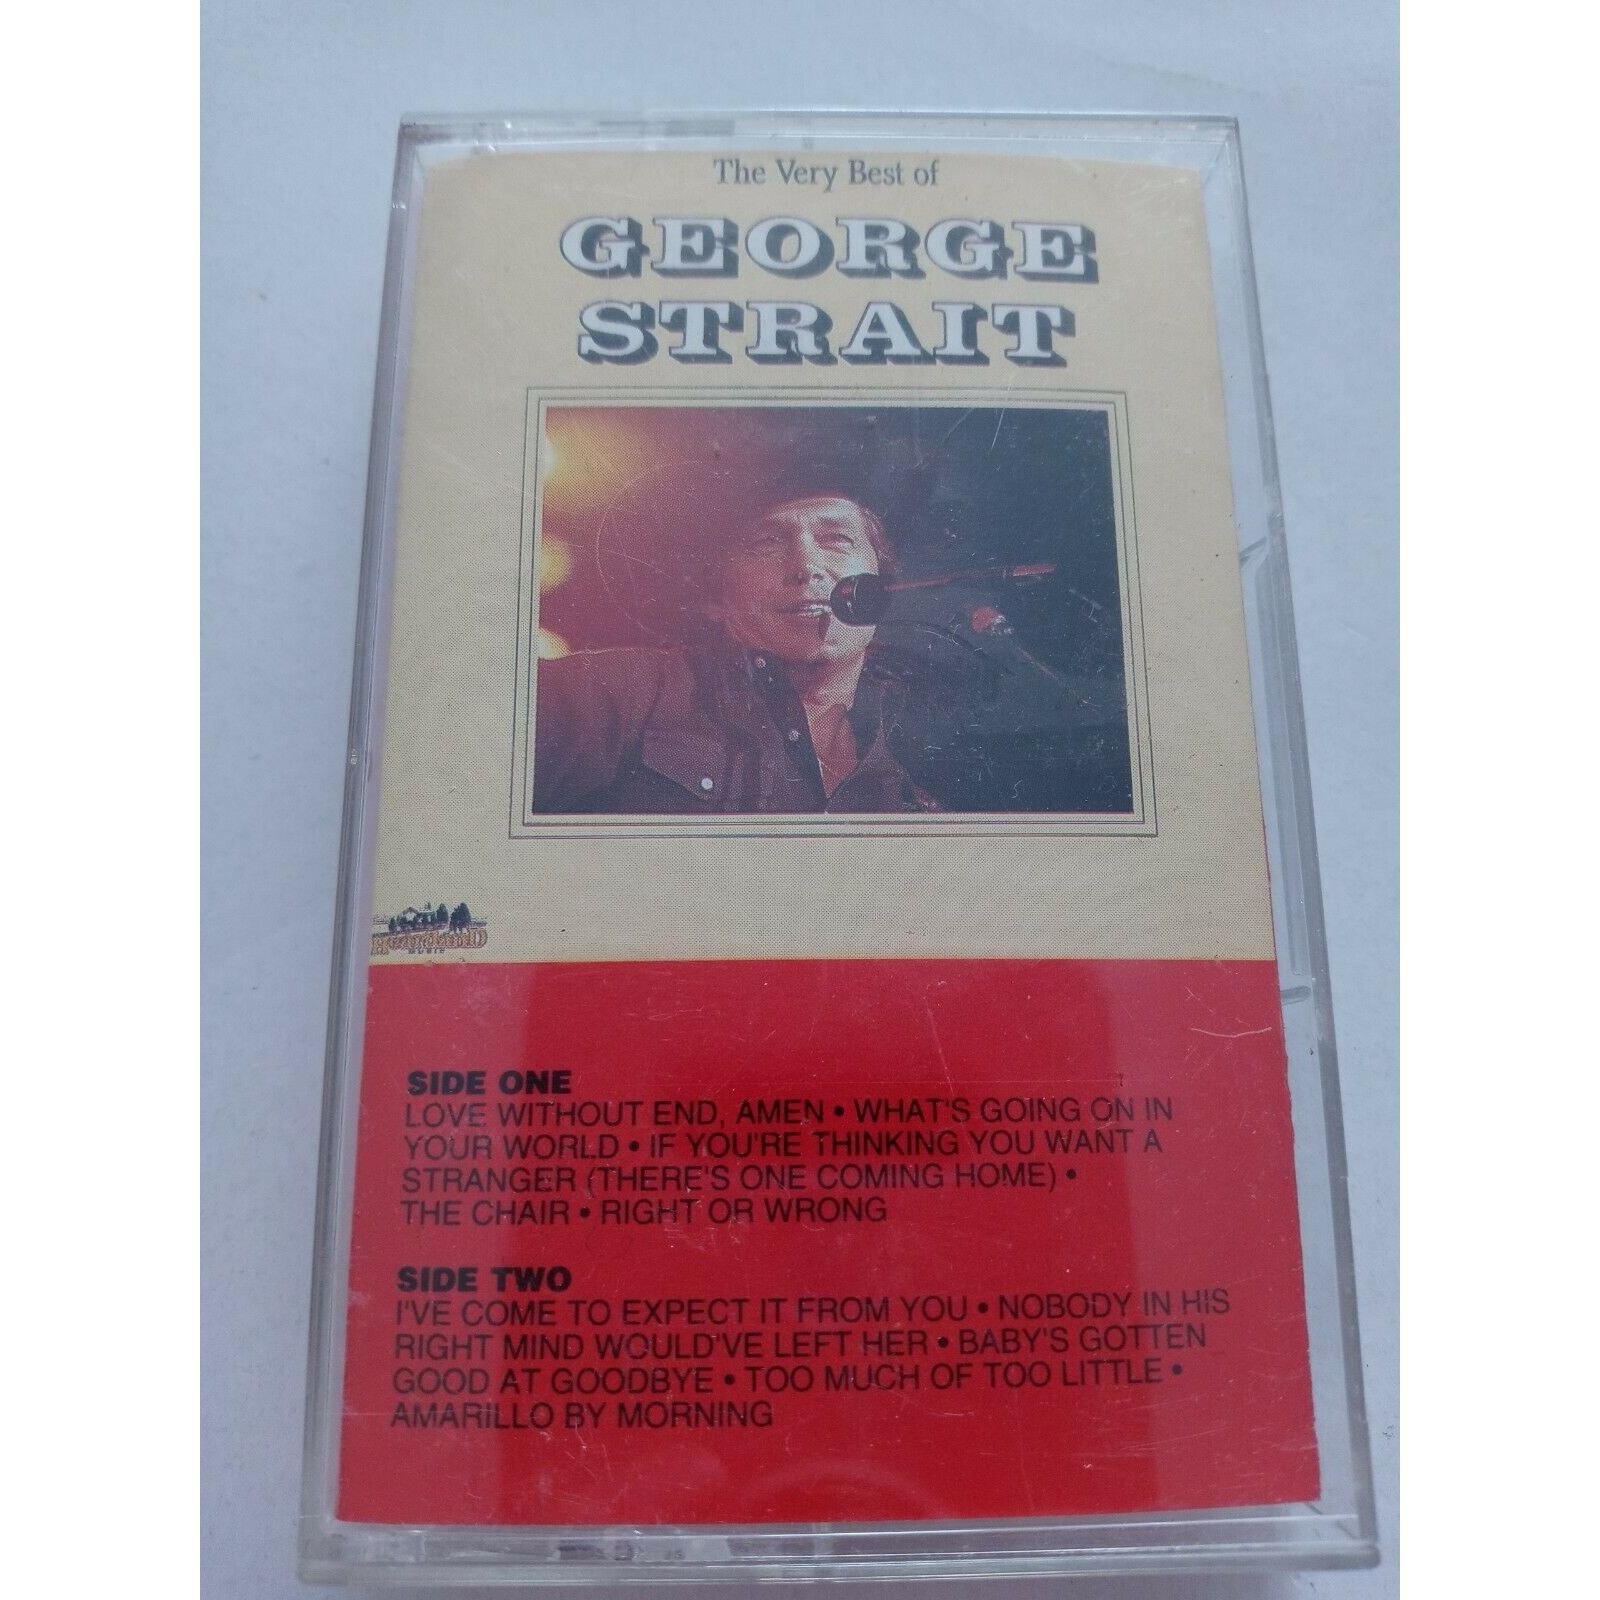 The Very Best of
GEORGE
STRAIT
MUSIC
SIDE ONE
LOVE WITHOUT END, AMEN • WHAT'S GOING ON IN
YOUR WORLD • IF YOU'RE THINKING YOU WANT A
STRANGER (THERE'S ONE COMING HOME) •
THE CHAIR • RIGHT OR WRONG
SIDE TWO
I'VE COME TO EXPECT IT FROM YOU • NOBODY IN HIS
RIGHT MIND WOULD'VE LEFT HER • BABY'S GOTTEN
GOOD AT GOODBYE • TOO MUCH OF TOO LITTLE •
AMARILLO BY MORNING